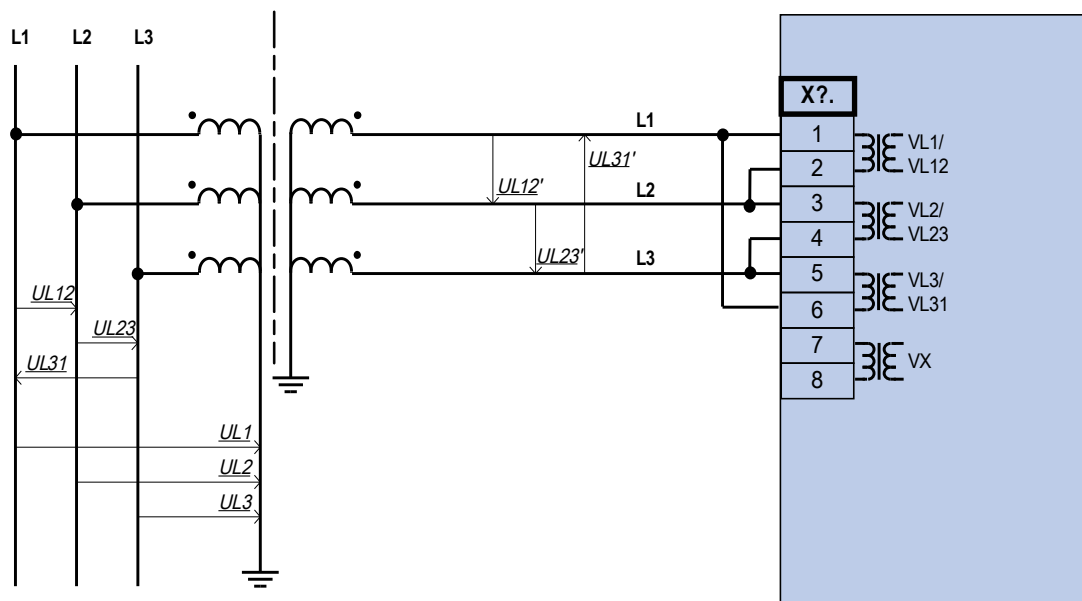 L1 L2 L3
X?.
L1
1
VL1/
VL12
UL31'
2
UL12'
L2
3
VL2/
VL23
4
UL23'
L3
5
VL3/
VL31
6
UL12
UL23
UL31
7
VX
8
UL1
UL2
UL3